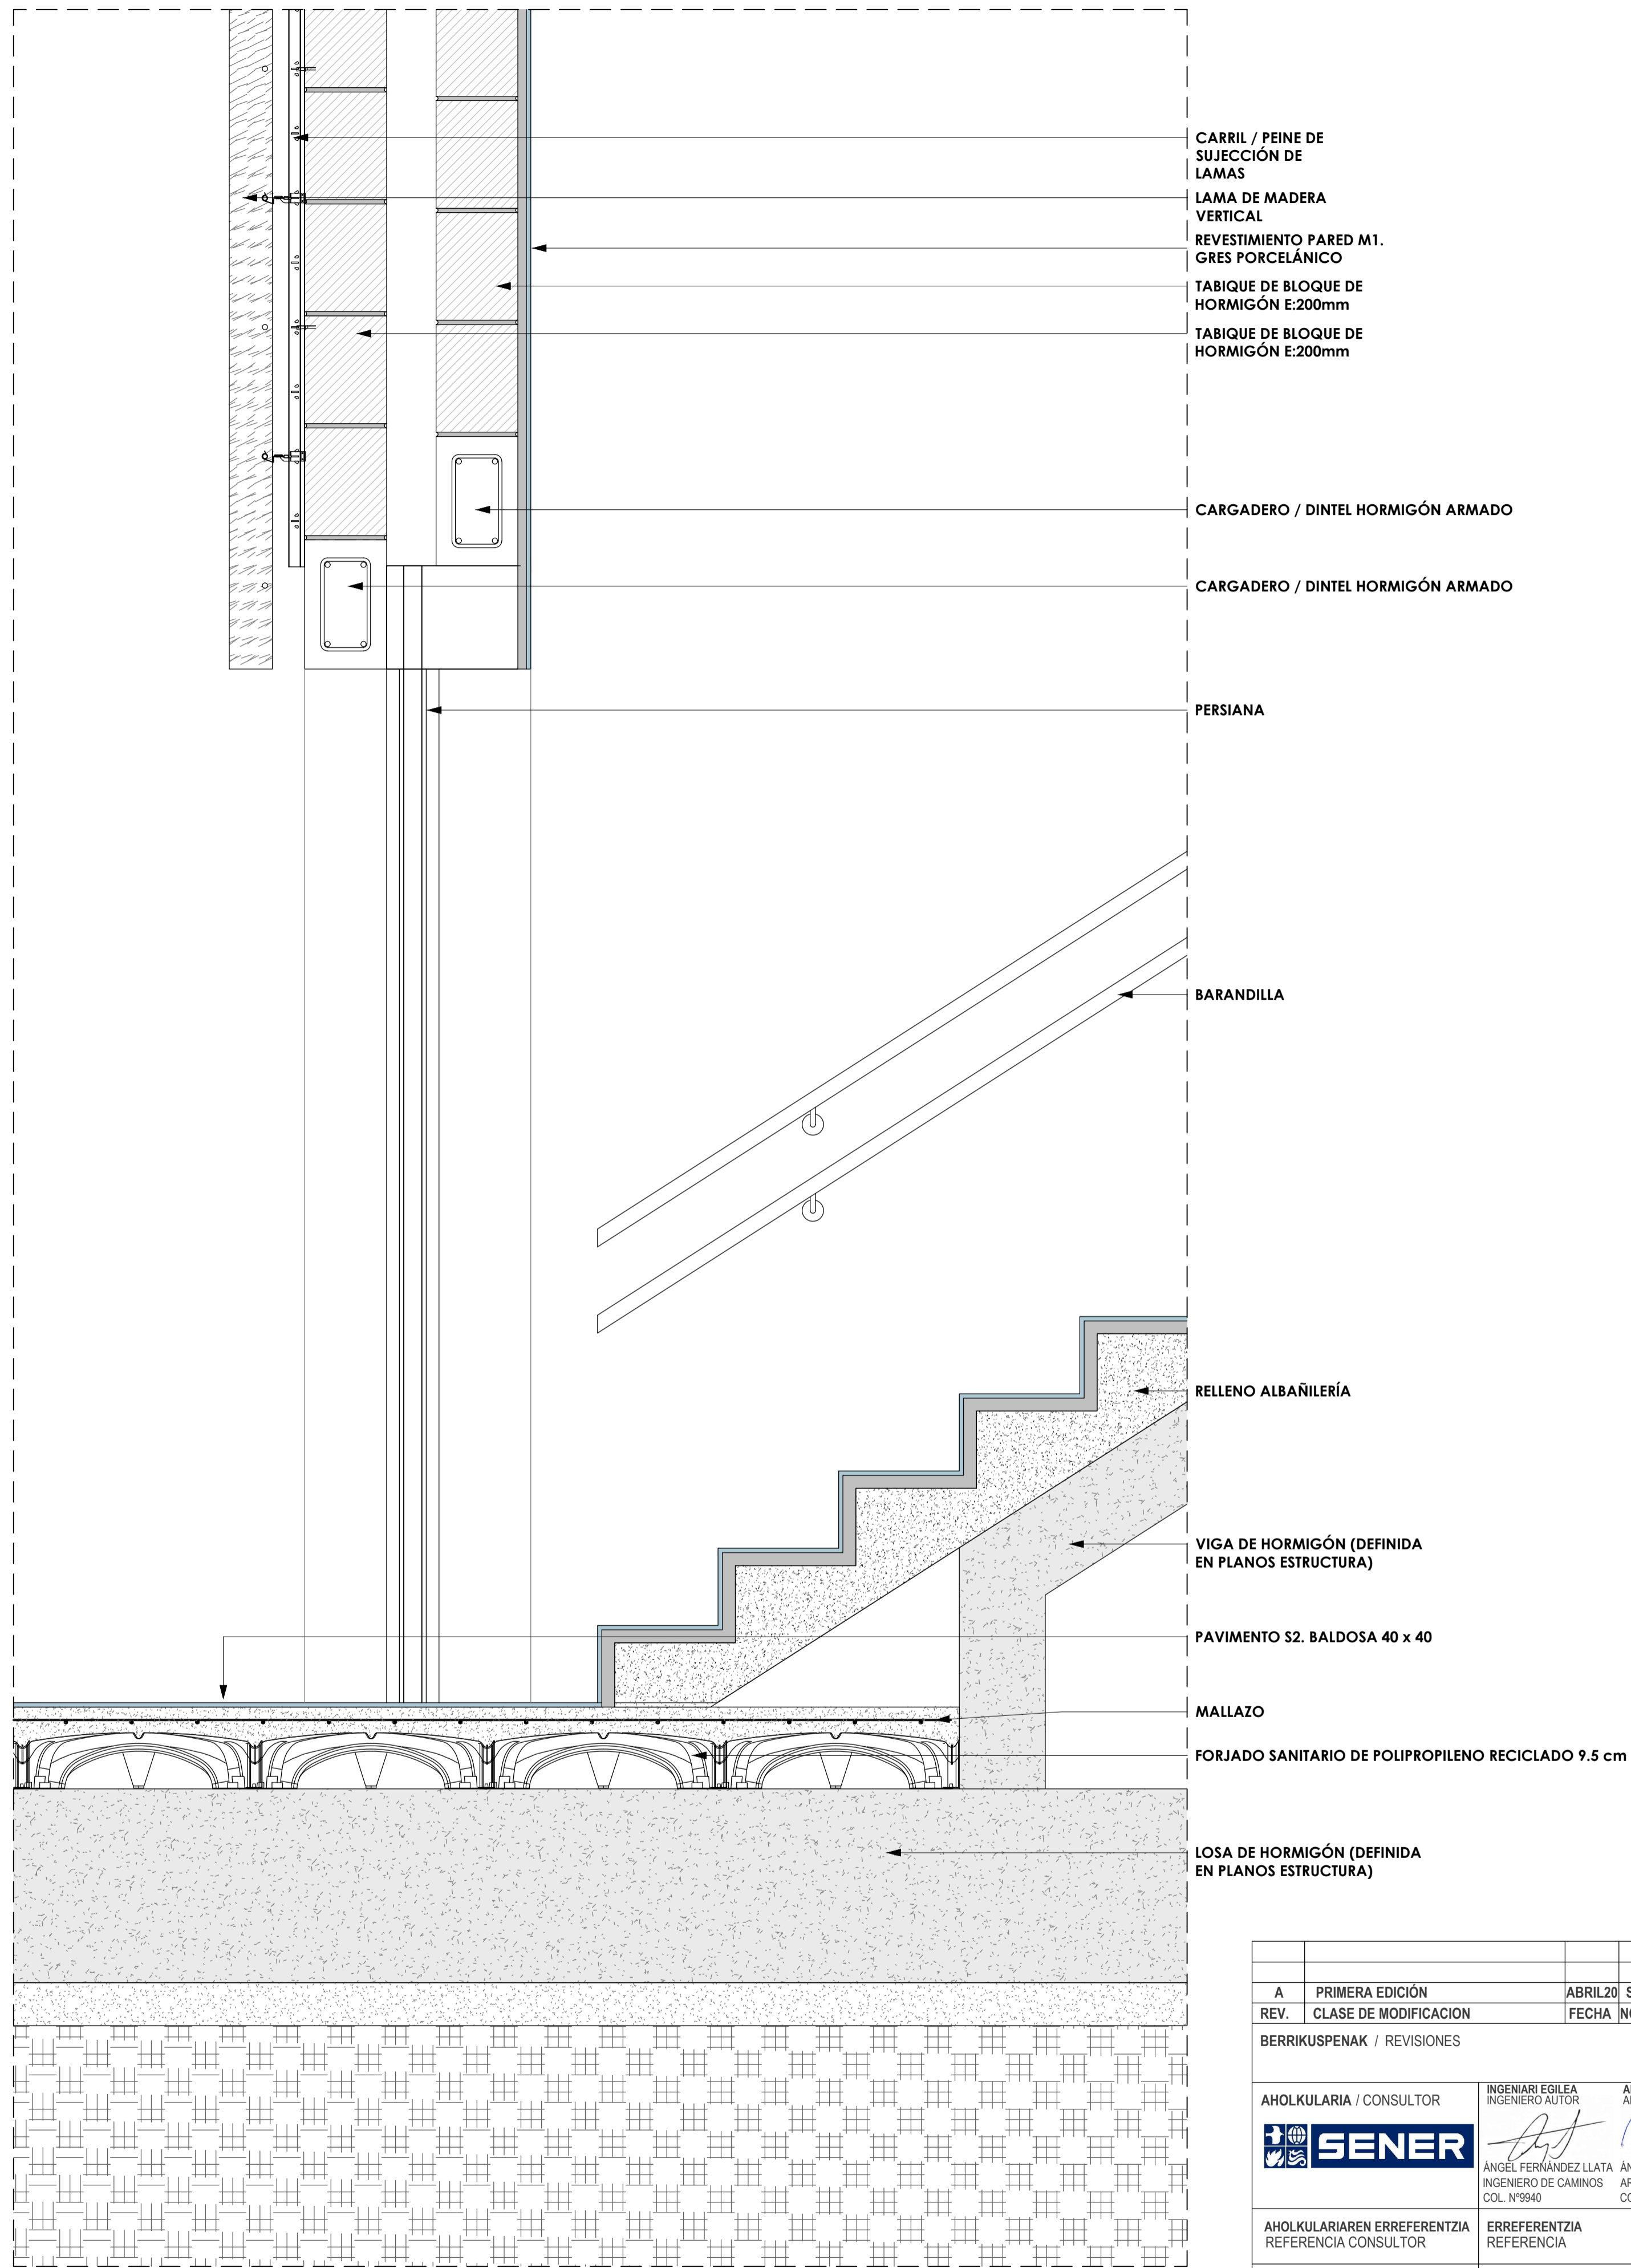 CARRIL / PEINE DE
SUJECCIÓN DE
LAMAS
LAMA DE MADERA
VERTICAL
REVESTIMIENTO PARED M1.
GRES PORCELÁNICO
TABIQUE DE BLOQUE DE
HORMIGÓN E:200mm
TABIQUE DE BLOQUE DE
HORMIGÓN E:200mm
CARGADERO / DINTEL HORMIGÓN ARMADO
CARGADERO / DINTEL HORMIGÓN ARMADO
PERSIANA
BARANDILLA
RELLENO ALBAÑILERÍA
VIGA DE HORMIGÓN (DEFINIDA
EN PLANOS ESTRUCTURA)
PAVIMENTO S2. BALDOSA 40 x 40
MALLAZO
FORJADO SANITARIO DE POLIPROPILENO RECICLADO 9.5 cm
LOSA DE HORMIGÓN (DEFINIDA
EN PLANOS ESTRUCTURA)
A PRIMERA EDICIÓN ABRIL20
REV. CLASE DE MODIFICACION FECHA
BERRIKUSPENAK / REVISIONES
AHOLKULARIA / CONSULTOR
SENER
INGENIARI EGILEA
INGENIERO AUTOR
ÁNGEL FERNÁNDEZ LLATA
INGENIERO DE CAMINOS
COL. Nº9940
AHOLKULARIAREN ERREFERENTZIA
REFERENCIA CONSULTOR
ERREFERENTZIA
REFERENCIA